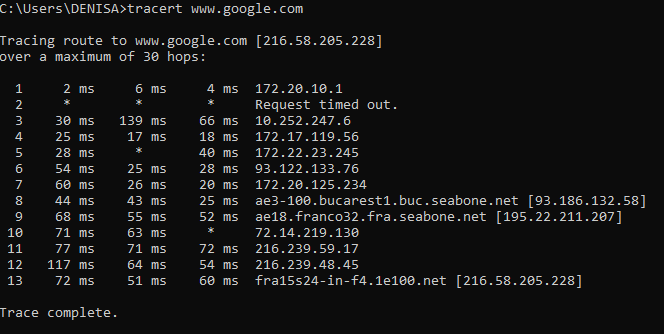 C:\Users\DENISA>tracert www.google.com
Tracing route to www.google.com [216.58.205.228]
over a maximum of 30 hops:
1 2 ms 6 ms 4 ms 172.20.10.1
2 * * * Request timed out.
3 30 ms 139 ms 66 ms 10.252.247.6
4 25 ms 17 ms 18 ms 172.17.119.56
5 28 ms * 40 ms 172.22.23.245
6 54 ms 25 ms 28 ms 93.122.133.76
7 60 ms 26 ms 20 ms 172.20.125.234
8 44 ms 43 ms 25 ms ae3-100.bucarest1.buc.seabone.net [93.186.132.58]
9 68 ms 55 ms 52 ms ae18.franco32.fra.seabone.net [195.22.211.207]
10 71 ms 63 ms * 72.14.219.130
11 77 ms 71 ms 72 ms 216.239.59.17
12 117 ms 64 ms 54 ms 216.239.48.45
13 72 ms 51 ms 60 ms fra15s24-in-f4.1e100.net [216.58.205.228]
Trace complete.